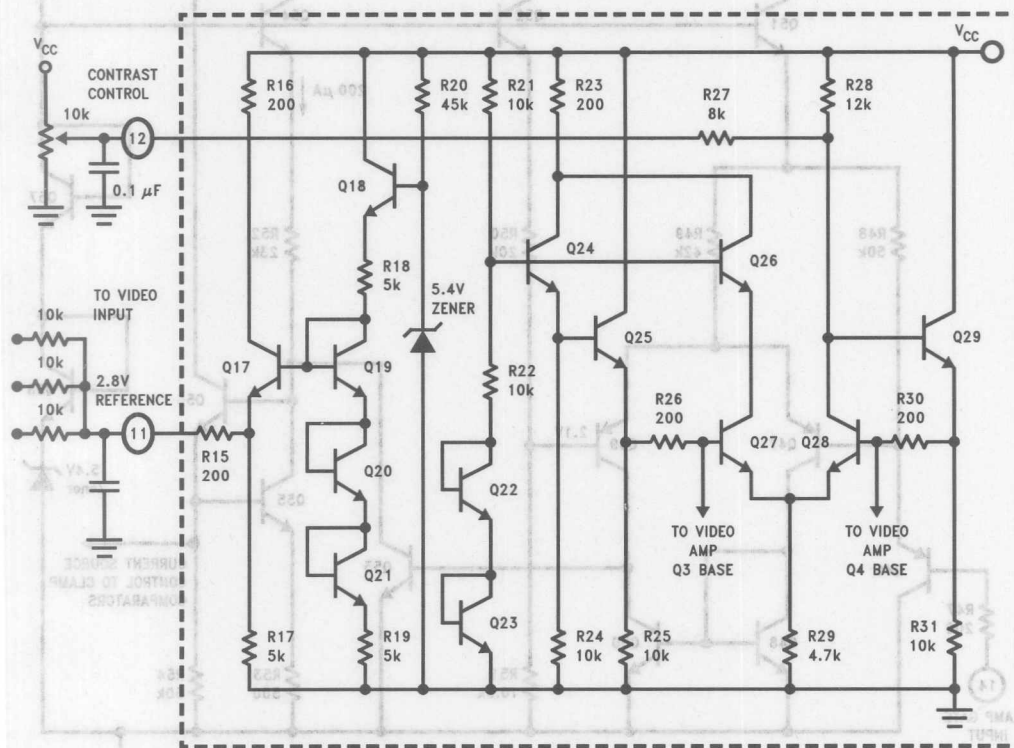 VCC
CONTRAST
CONTROL
10k
12
0.1 μF
TO VIDEO
INPUT
10k
10k
10k
2.8V
REFERENCE
11
R15
200
R16
200
Q17
R17
5k
Q18
R18
5k
Q19
Q20
Q21
R19
5k
R20
45k
5.4V
ZENER
R21
10k
R22
10k
Q22
Q23
R23
200
Q24
R24
10k
Q25
R25
10k
R26
200
Q26
Q27
TO VIDEO
AMP
Q3 BASE
R27
8k
R28
12k
Q28
TO VIDEO
AMP
Q4 BASE
R29
4.7k
VCC
Q29
R30
200
R31
10k